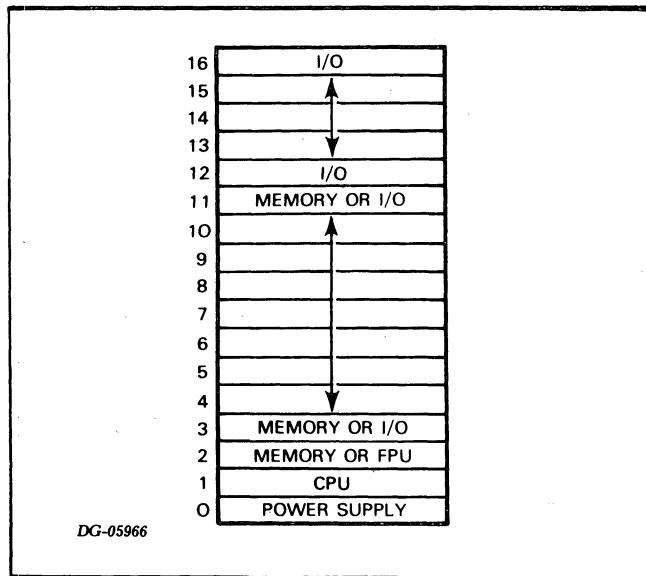 16 I/O
15
14
13
12 I/O
11 MEMORY OR I/O
10
9
8
7
6
5
4
3 MEMORY OR I/O
2 MEMORY OR FPU
1 CPU
0 POWER SUPPLY
DG-05966